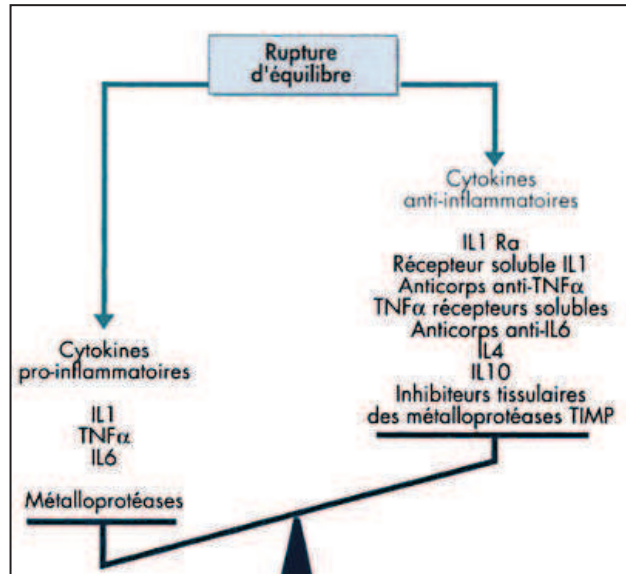 Rupture
d'équilibre
Cytokines
anti-inflammatoires
IL1 Ra
Récepteur soluble IL1
Anticorps anti-TNFα
TNFα récepteurs solubles
Anticorps anti-IL6
IL4
IL10
Inhibiteurs tissulaires
des métalloprotéases TIMP
Cytokines
pro-inflammatoires
IL1
TNFα
IL6
Métalloprotéases